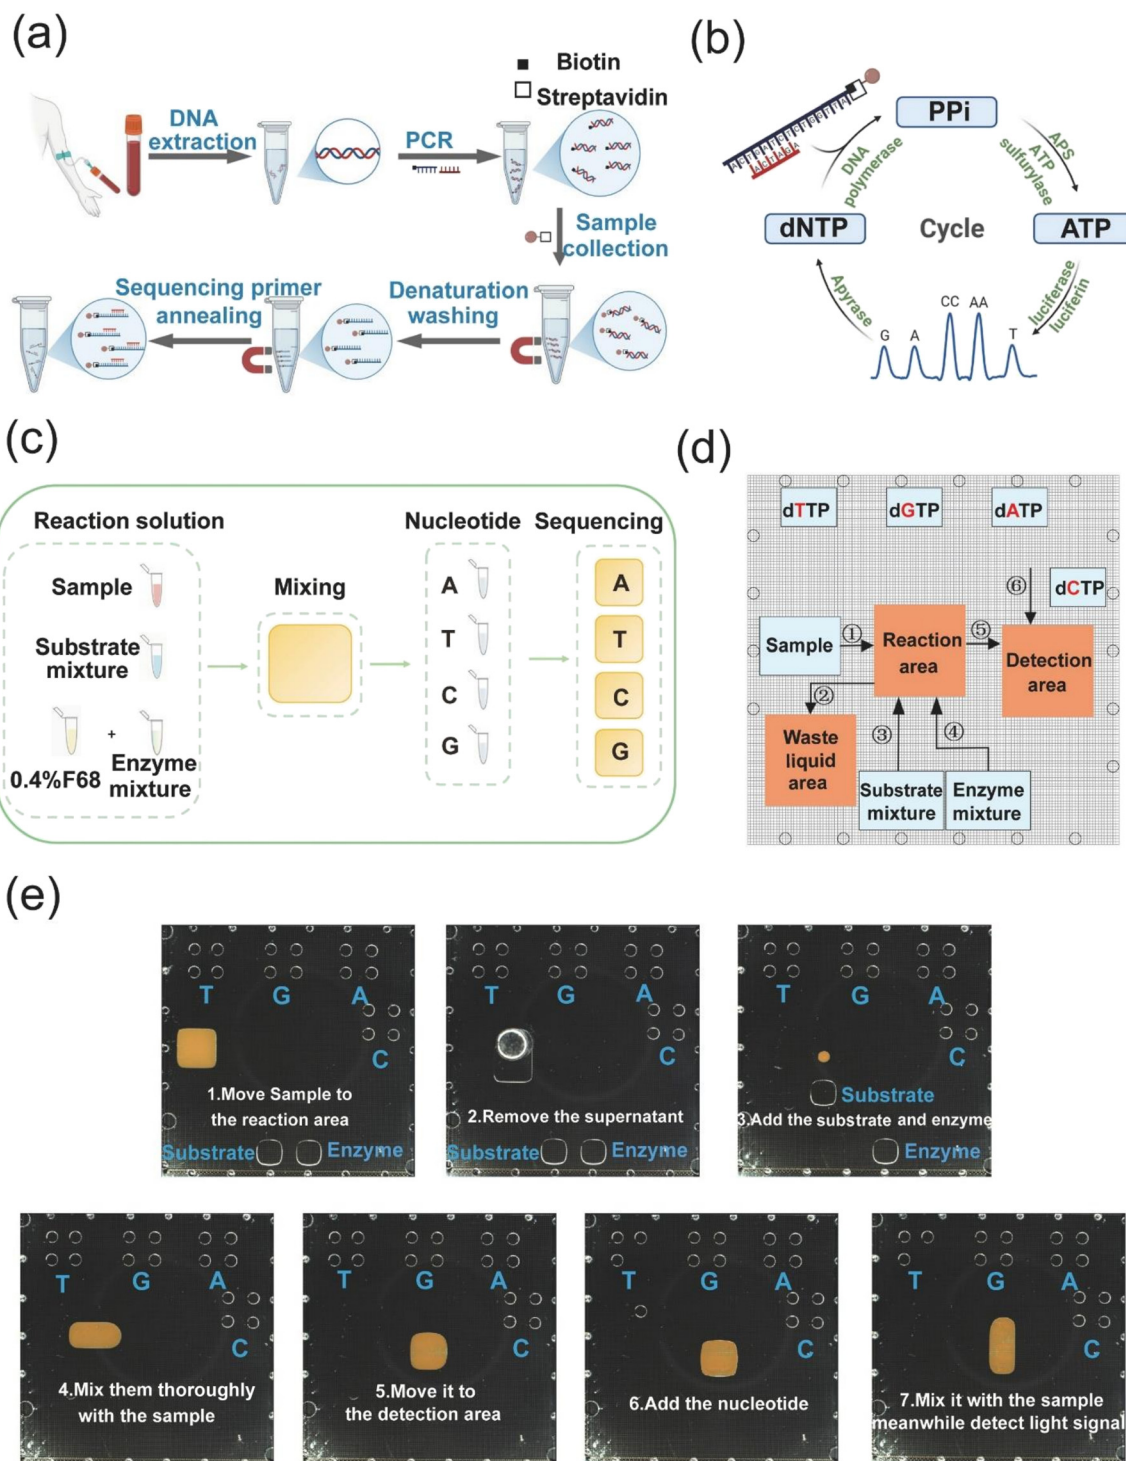 (a)
Biotin
Streptavidin
DNA
extraction
PCR
Sample
collection
Denaturation
washing
Sequencing primer
annealing
(b)
PPi
APS
ATP
sulfurylase
ATP
luciferase
luciferin
Cycle
DNA
polymerase
dNTP
Apyrase
G A CC AA T
(c)
Reaction solution
Sample
Substrate
mixture
+
0.4%F68
Enzyme
mixture
Mixing
Nucleotide
A
T
C
G
Sequencing
A
T
C
G
(d)
dTTP
dGTP
dATP
dCTP
Sample
①
Reaction
area
⑤
⑥
Detection
area
②
③
④
Waste
liquid
area
Substrate
mixture
Enzyme
mixture
(e)
T G A
C
1.Move Sample to
the reaction area
Substrate
Enzyme
T G A
C
2.Remove the supernatant
Substrate
Enzyme
T G A
C
Substrate
3.Add the substrate and enzyme
Enzyme
T G A
C
4.Mix them thoroughly
with the sample
T G A
C
5.Move it to
the detection area
T G A
C
6.Add the nucleotide
T G A
C
7.Mix it with the sample
meanwhile detect light signal